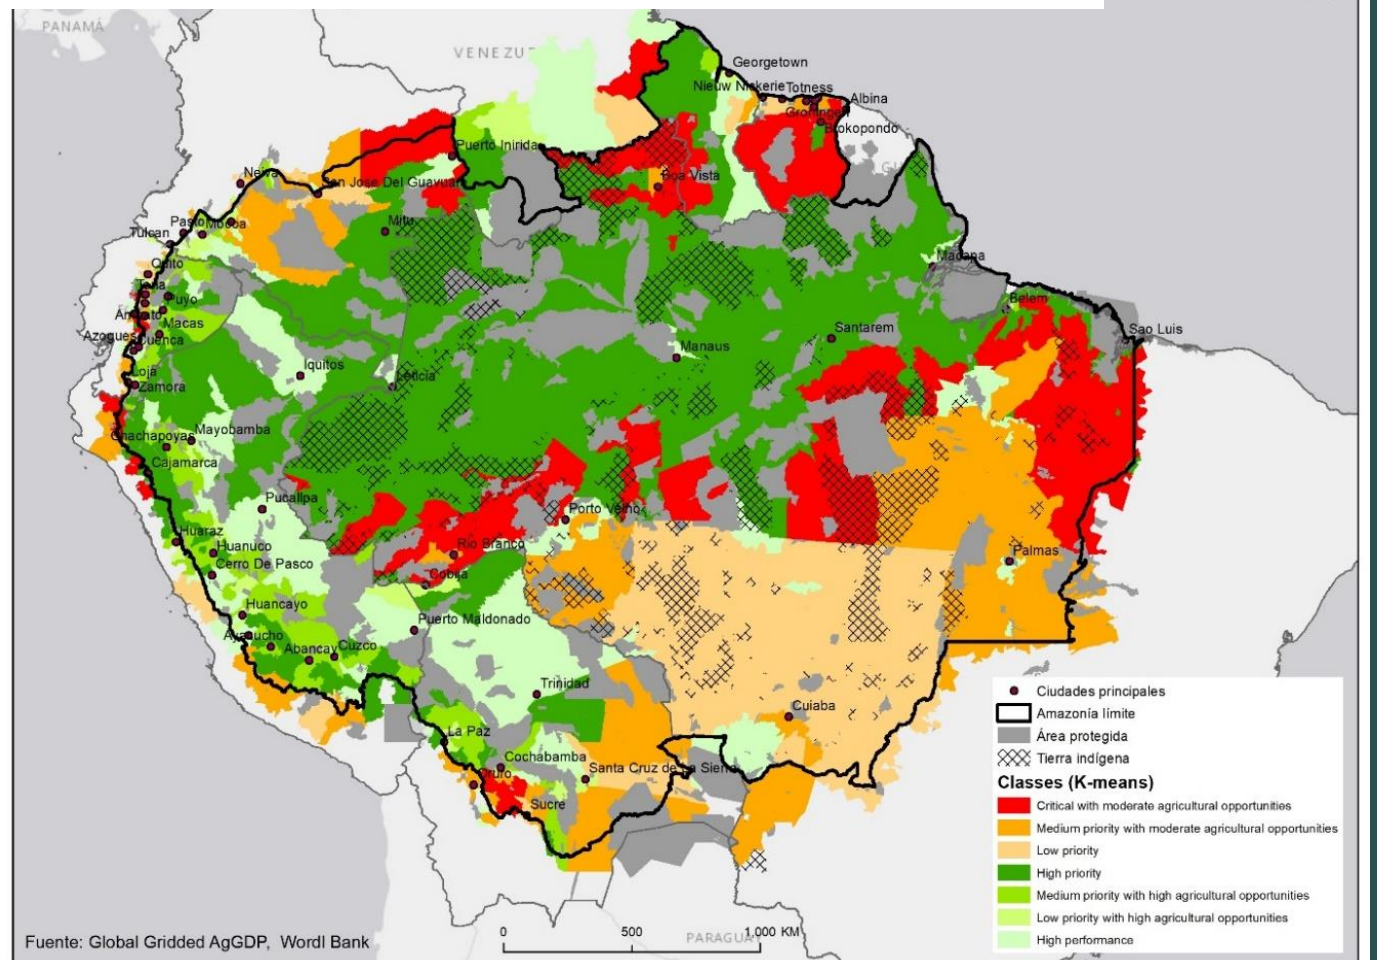 PANAMÁ
VENEZU
Georgetown
Nieuw Nickerie
Totness
Albina
Groningen
Brokopondo
Puerto Inirida
Boa Vista
Neiva
San Jose Del Guaviare
Pasto
Mocoa
Tulcan
Mitu
Quito
Tena
Puyo
Macapa
Belem
Ambato
Macas
Azogues
Cuenca
Santarem
Sao Luis
Manaus
Loja
Zamora
Iquitos
Leticia
Chachapoyas
Mayobamba
Cajamarca
Pucallpa
Porto Velho
Huaraz
Huanuco
Cerro De Pasco
Rio Branco
Cobija
Palmas
Huancayo
Puerto Maldonado
Ayacucho
Abancay
Cuzco
Trinidad
Cuiaba
La Paz
Cochabamba
Oruro
Santa Cruz de La Sierra
Sucre
Ciudades principales
Amazonía límite
Área protegida
Tierra indígena
Classes (K-means)
Critical with moderate agricultural opportunities
Medium priority with moderate agricultural opportunities
Low priority
High priority
Medium priority with high agricultural opportunities
Low priority with high agricultural opportunities
High performance
Fuente: Global Gridded AgGDP, Wordl Bank
0 500 1,000 KM
PARAGUAY